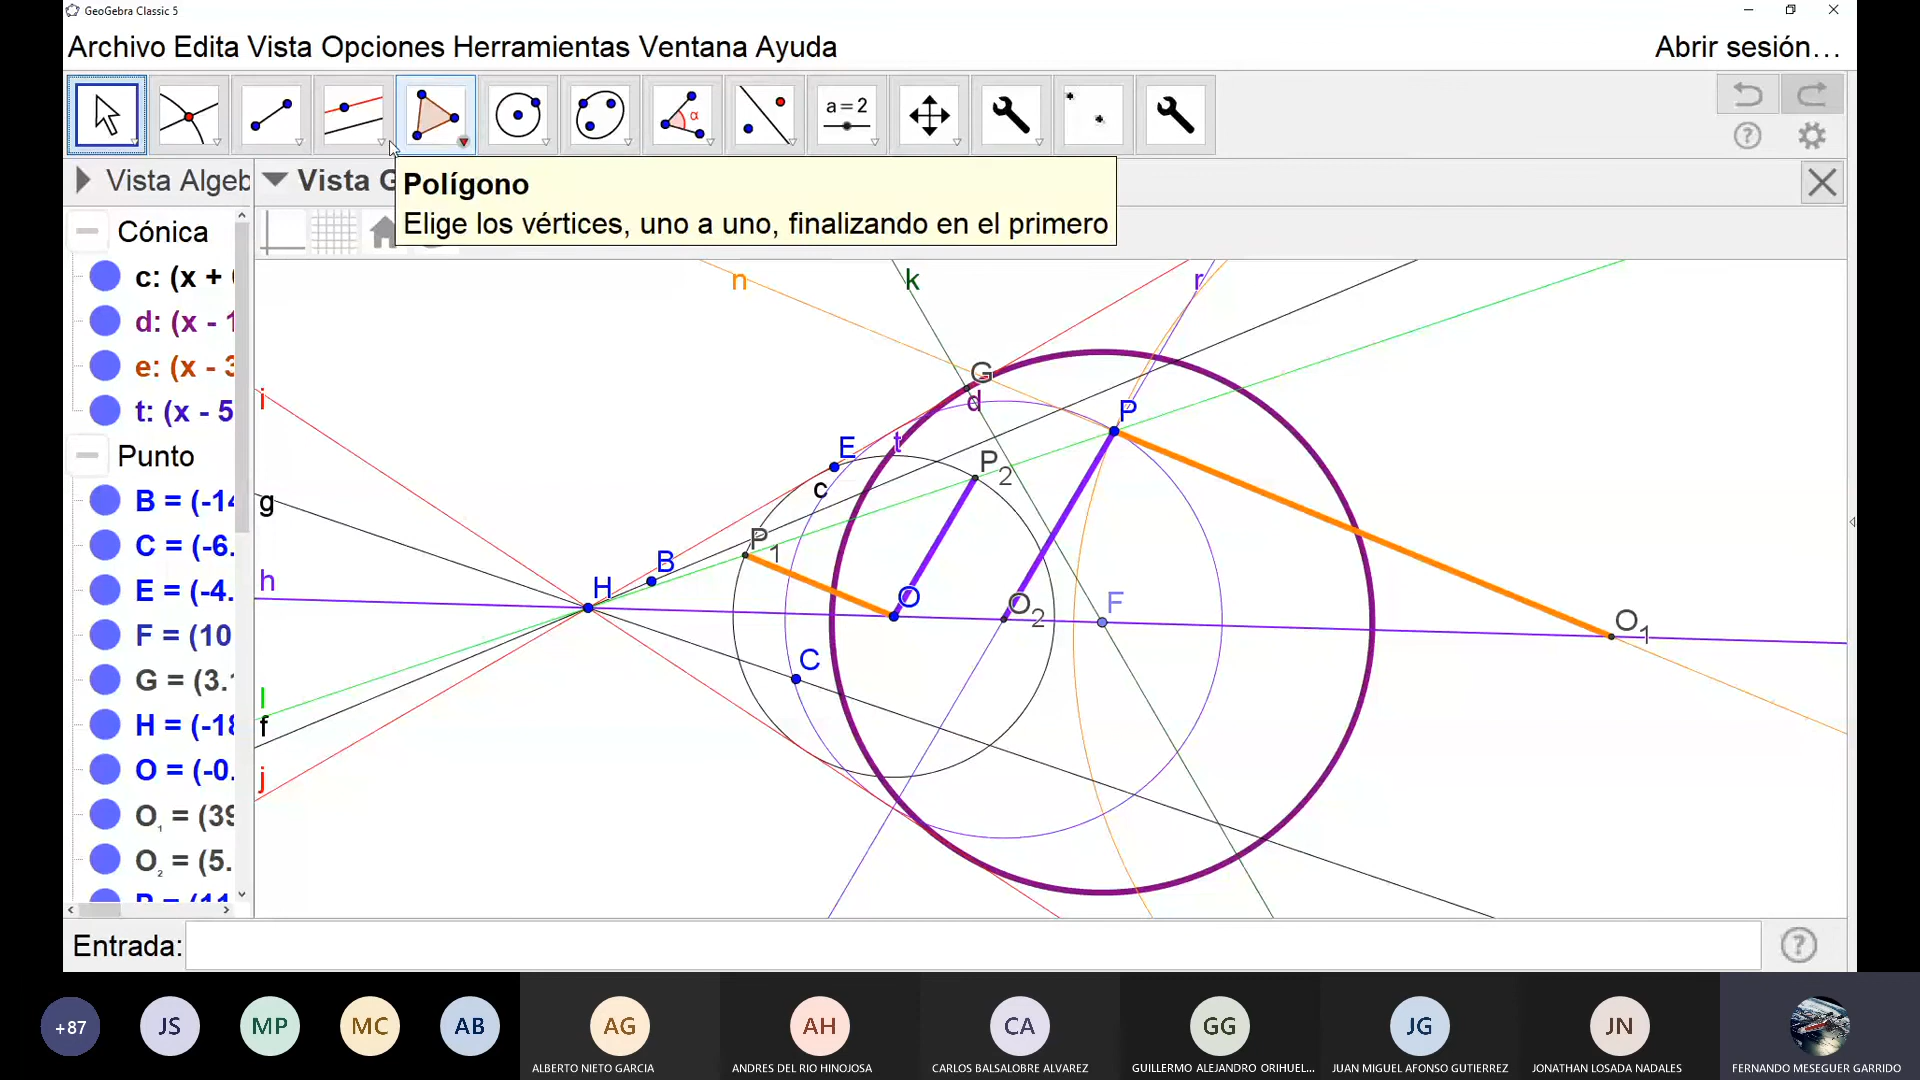 GeoGebra Classic 5
Archivo Edita Vista Opciones Herramientas Ventana Ayuda
Abrir sesión…
α
a = 2
Vista Algeb
Vista G
Polígono
Elige los vértices, uno a uno, finalizando en el primero
Cónica
c: (x +
d: (x - 1
e: (x - 3
t: (x - 5
Punto
B = (-14
C = (-6.
E = (-4.
F = (10
G = (3.1
H = (-18
O = (-0.
O₁ = (39
O₂ = (5.
P = (11
n
k
r
i
G
d
P
t
E
P₂
c
g
P₁
B
h
H
O
O₂
F
O₁
C
l
f
j
Entrada:
+87
JS
MP
MC
AB
AG
AH
CA
GG
JG
JN
ALBERTO NIETO GARCIA
ANDRES DEL RIO HINOJOSA
CARLOS BALSALOBRE ALVAREZ
GUILLERMO ALEJANDRO ORIHUEL...
JUAN MIGUEL AFONSO GUTIERREZ
JONATHAN LOSADA NADALES
FERNANDO MESEGUER GARRIDO